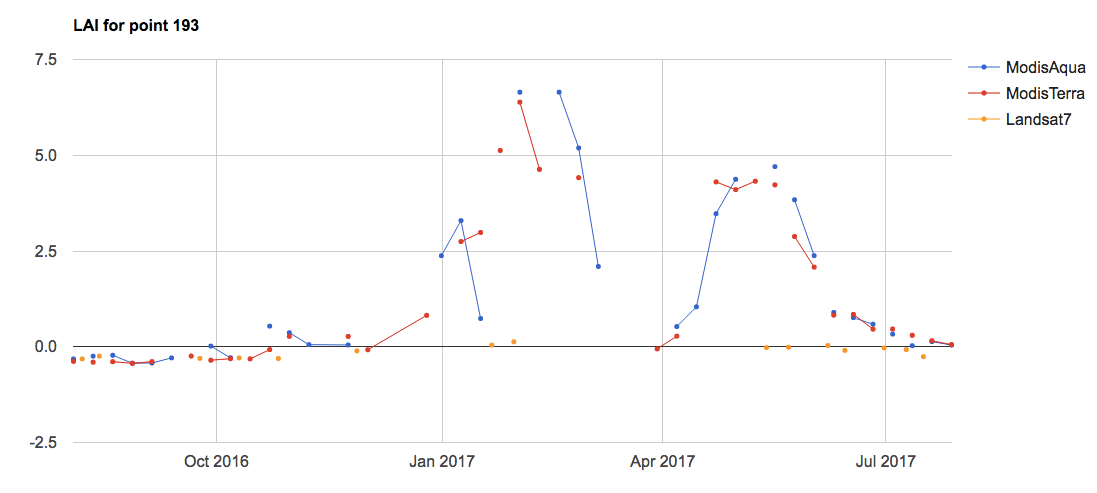 LAI for point 193
7.5
5.0
2.5
0.0
-2.5
Oct 2016
Jan 2017
Apr 2017
Jul 2017
ModisAqua
ModisTerra
Landsat7